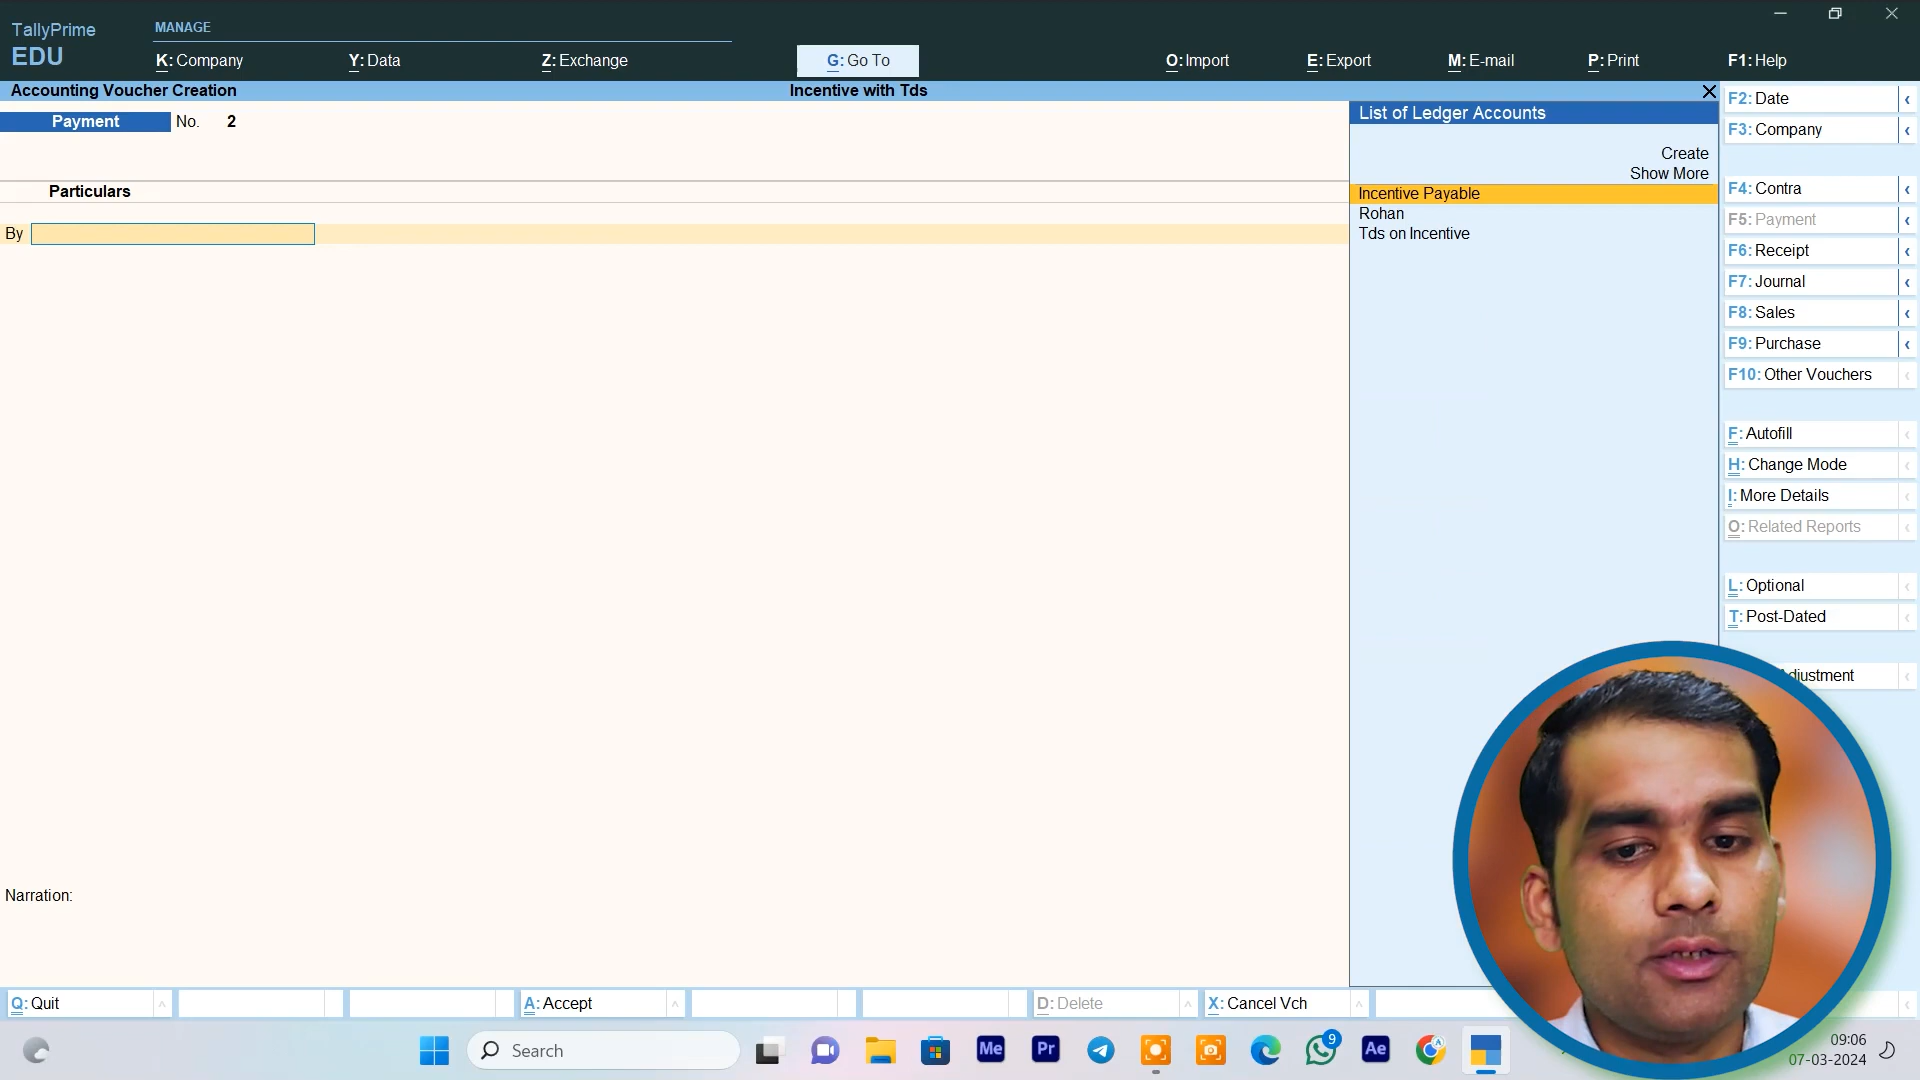 TallyPrime
EDU
MANAGE
K: Company
Y: Data
Z: Exchange
G: Go To
O: Import
E: Export
M: E-mail
P: Print
F1: Help
Accounting Voucher Creation
Incentive with Tds
Payment No. 2
Particulars
By
List of Ledger Accounts
Create
Show More
Incentive Payable
Rohan
Tds on Incentive
F2: Date
F3: Company
F4: Contra
F5: Payment
F6: Receipt
F7: Journal
F8: Sales
F9: Purchase
F10: Other Vouchers
F: Autofill
H: Change Mode
I: More Details
O: Related Reports
L: Optional
T: Post-Dated
Narration:
Q: Quit
A: Accept
D: Delete
X: Cancel Vch
Search
Me
Pr
9
Ae
09:06
07-03-2024